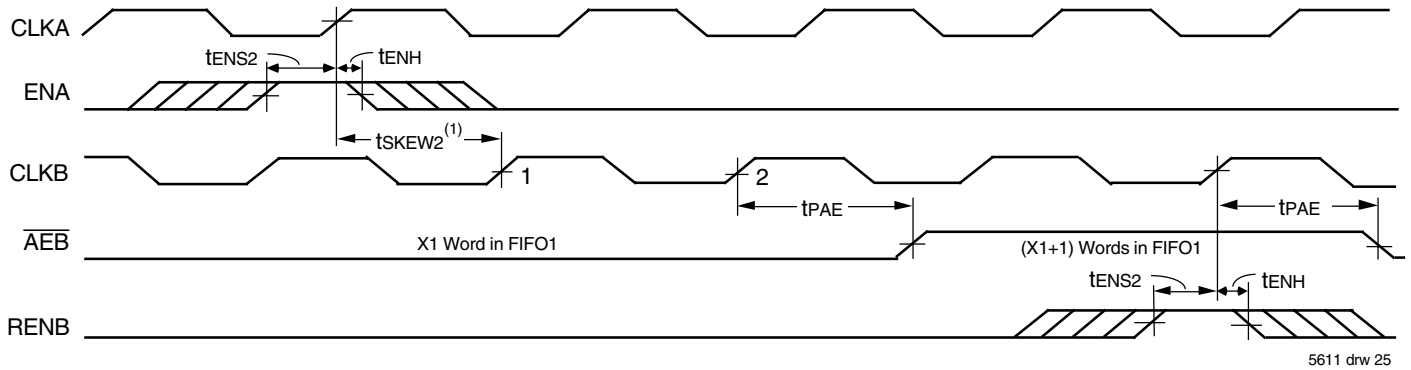 CLKA
tENS2 tENH
ENA
tSKEW2(1)
CLKB 1 2
tPAE tPAE
AEB X1 Word in FIFO1 (X1+1) Words in FIFO1
tENS2 tENH
RENB
5611 drw 25